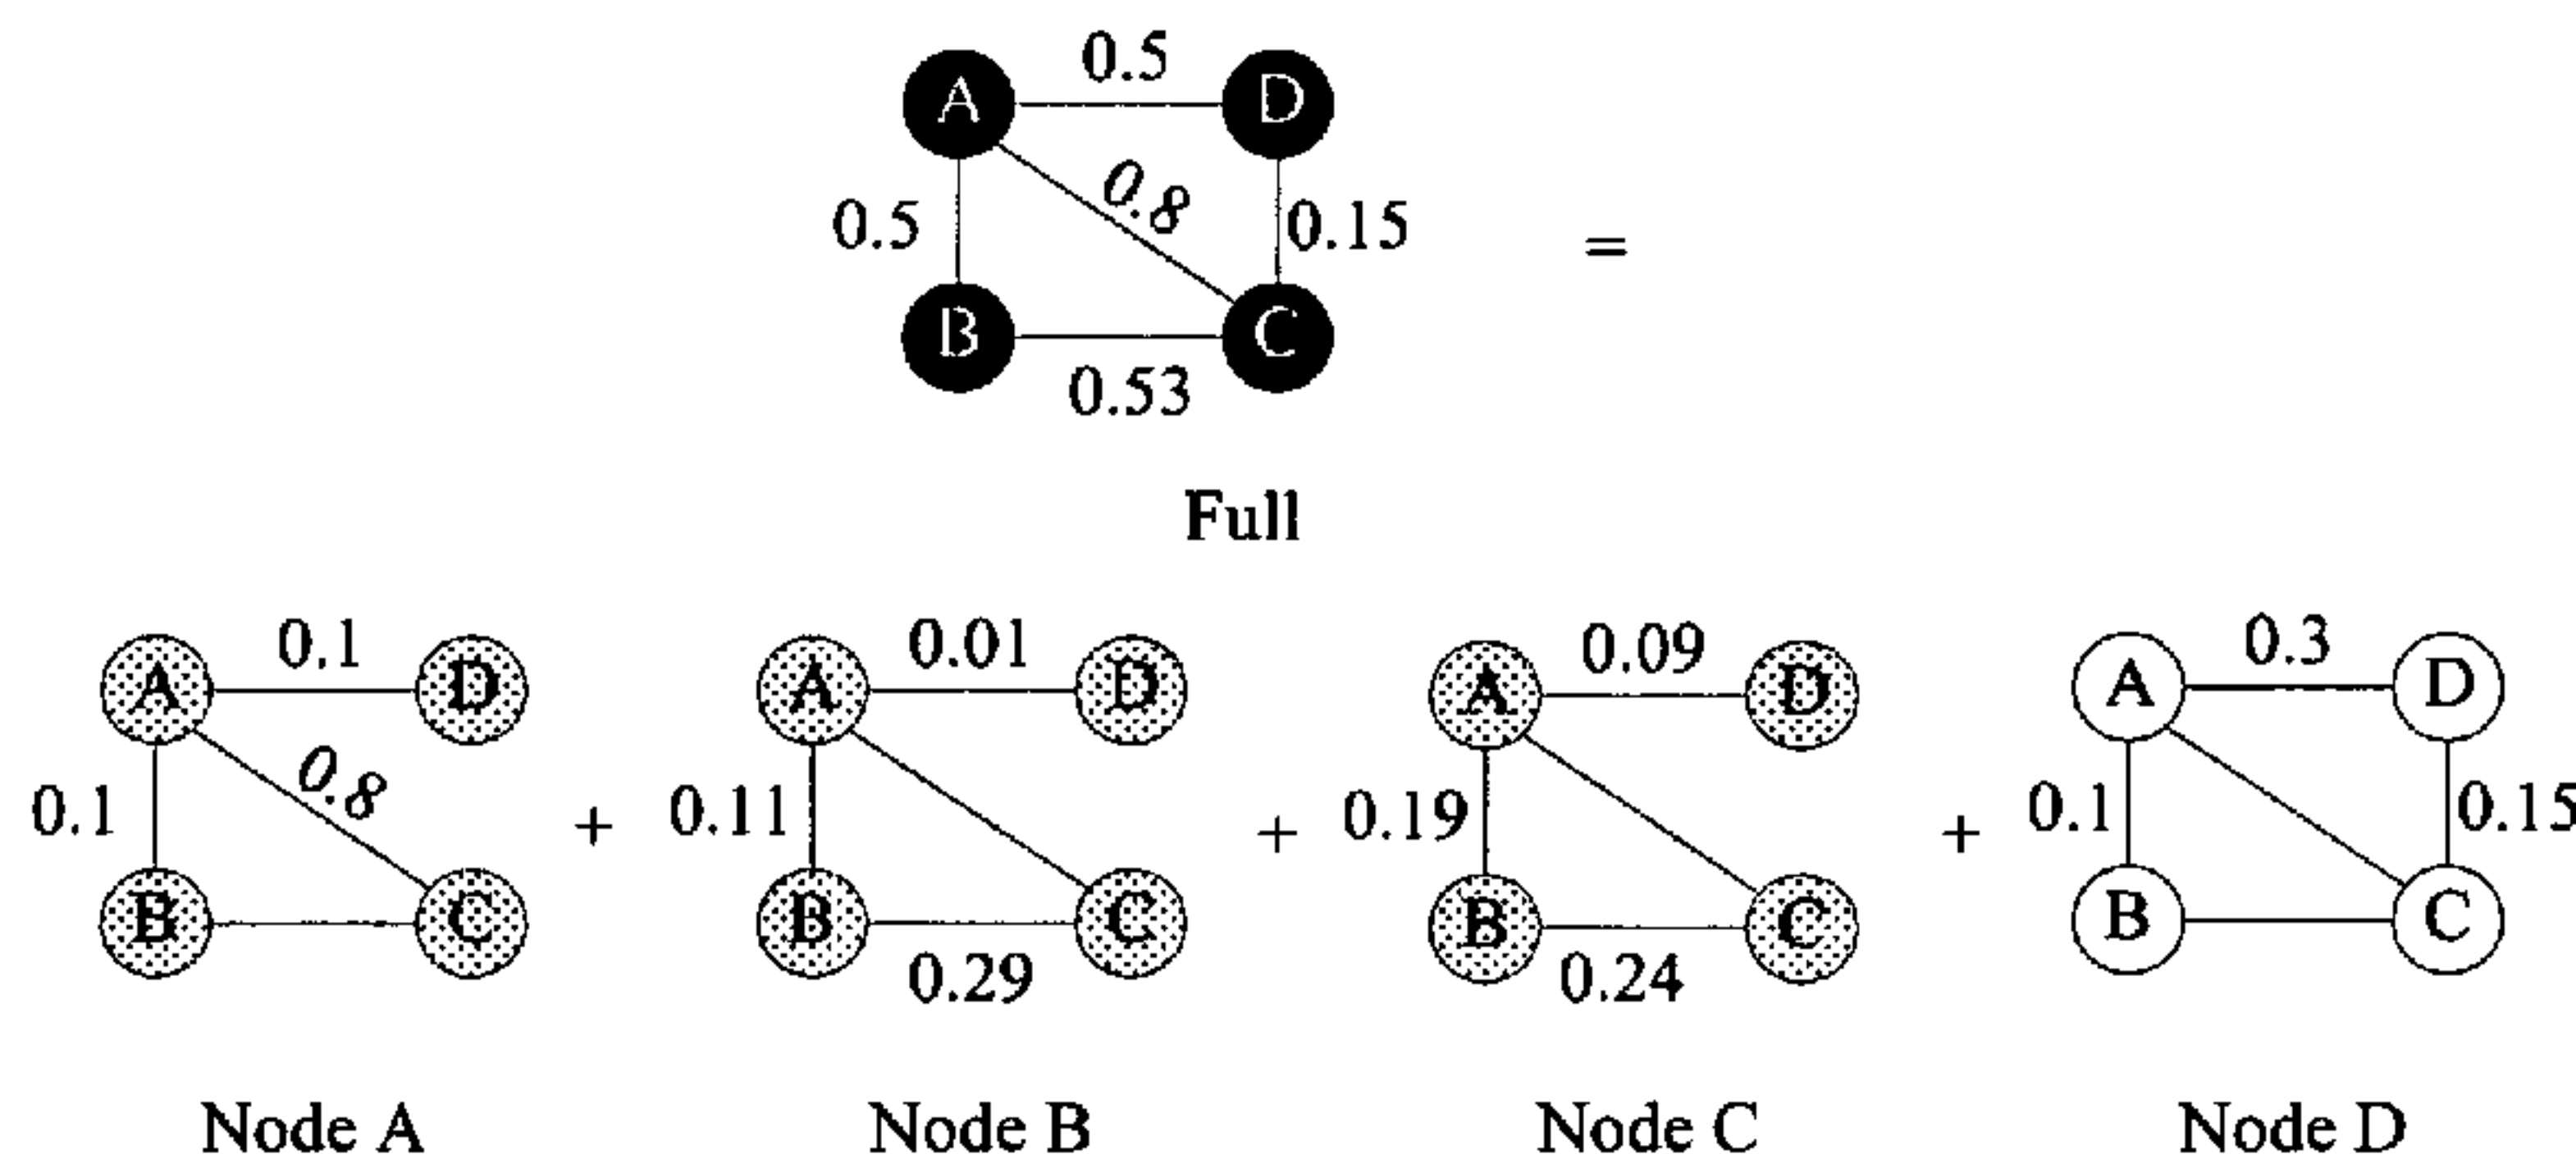 0.5
A D
0.8
0.5 0.15 =
B C
0.53
Full
0.1 0.01 0.09 0.3
A D A D A D A D
0.8
0.1 + 0.11 + 0.19 + 0.1 0.15
B C B C B C B C
0.29 0.24
Node A Node B Node C Node D